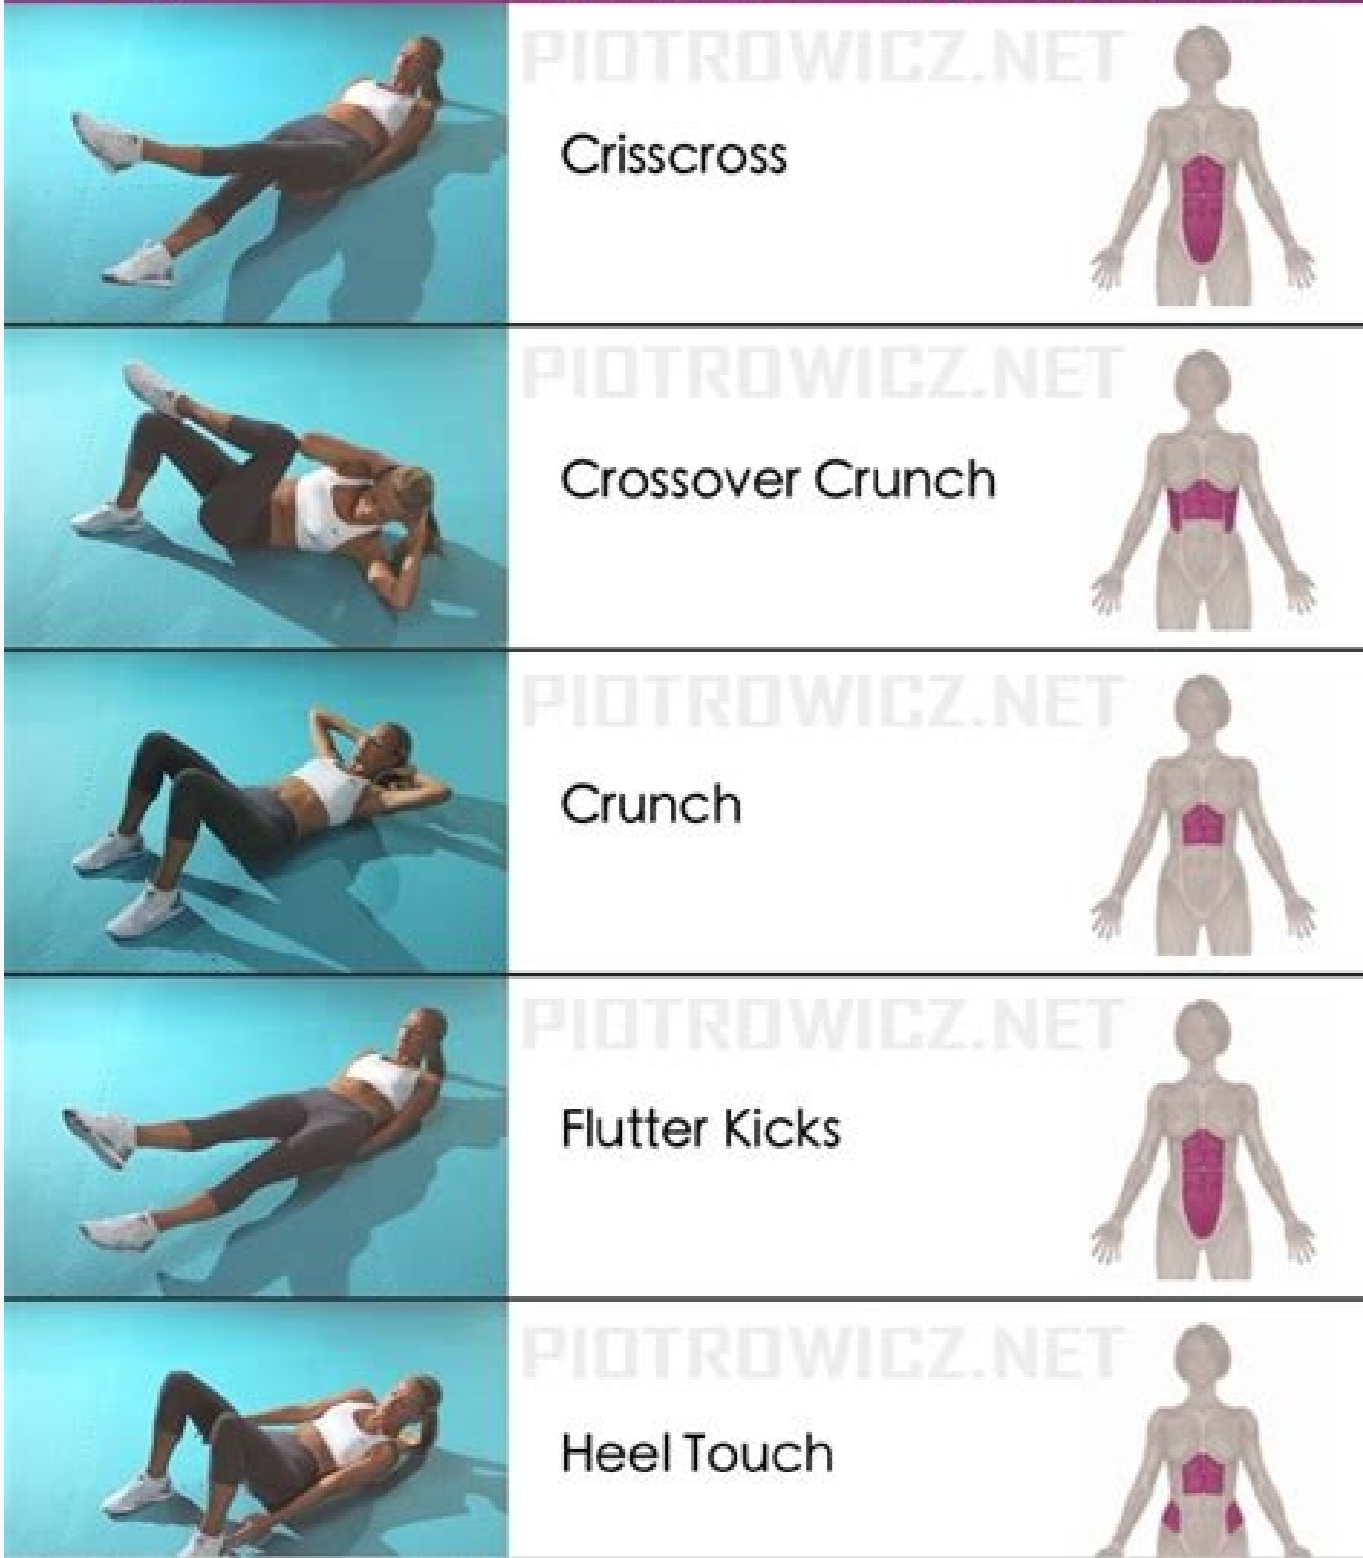 PIOTROWICZ.NET
Crisscross
PIOTROWICZ.NET
Crossover Crunch
PIOTROWICZ.NET
Crunch
PIOTROWICZ.NET
Flutter Kicks
PIOTROWICZ.NET
Heel Touch